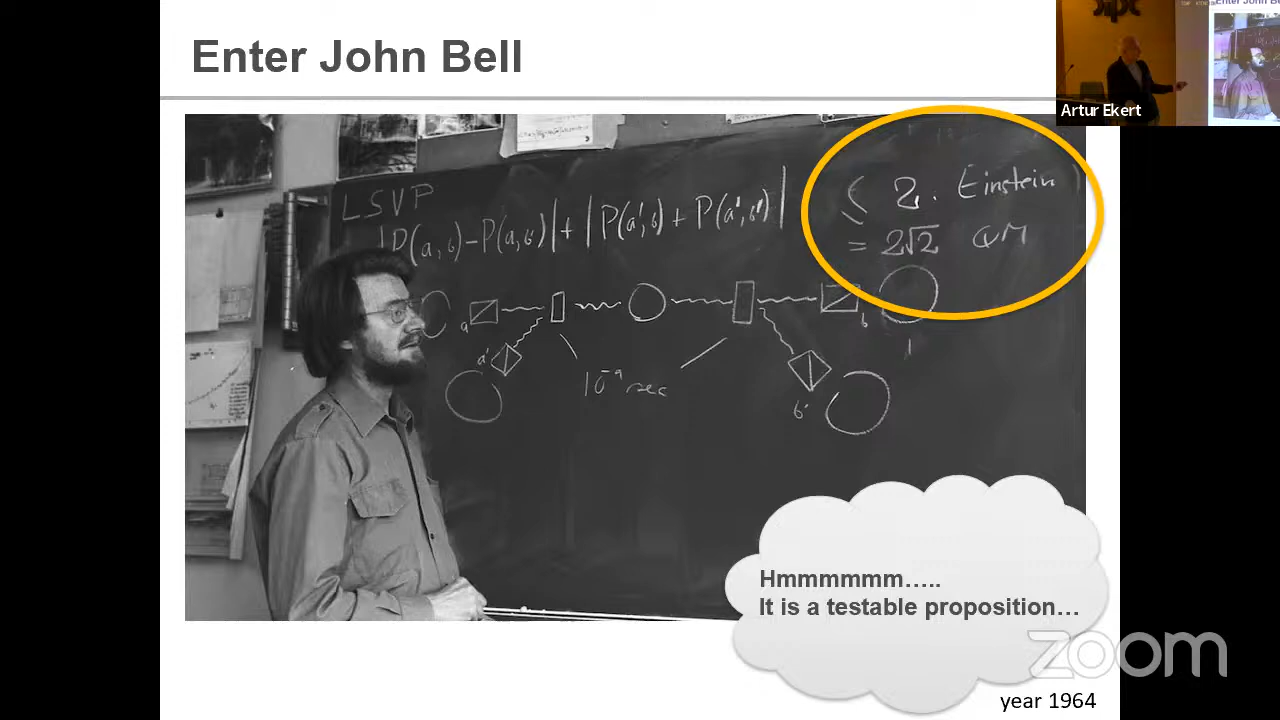 Enter John Bell
Artur Ekert
LSVP
|P(a,b)-P(a,b')|+|P(a',b)+P(a',b')|
≤ 2. Einstein
= 2√2 QM
a
b
a'
10⁻⁹ sec
b'
Hmmmmmm…..
It is a testable proposition…
zoom
year 1964